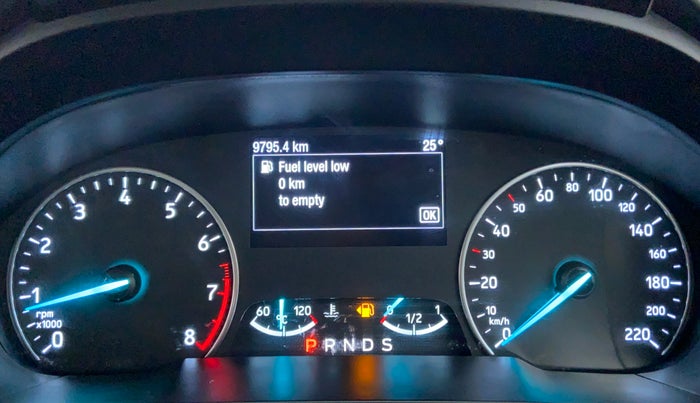 9795.4 km 25°
Fuel level low
0 km
to empty
OK
0 1 2 3 4 5 6 7 8
rpm
x1000
60 °C 120
0 1/2 1
P R N D S
0 10 20 30 40 50 60 80 100 120 140 160 180 200 220
km/h